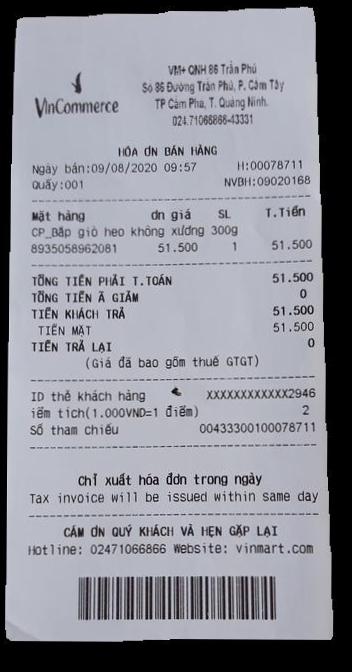 VinCommerce
VM+ QNH 86 Trần Phú
Số 86 Đường Trần Phú, P. Cẩm Tây
TP Cẩm Phả, T. Quảng Ninh.
024.71066866-43331
HÓA ĐN BÁN HÀNG
Ngày bán:09/08/2020 09:57 H:00078711
Quầy:001 NVBH:09020168
Mặt hàng đn giá SL T.Tiền
CP_Bắp giò heo không xương 300g
8935058962081 51.500 1 51.500
TỔNG TIỀN PHẢI T.TOÁN 51.500
TỔNG TIỀN Ã GIẢM 0
TIỀN KHÁCH TRẢ 51.500
TIỀN MẶT 51.500
TIỀN TRẢ LẠI 0
(Giá đã bao gồm thuế GTGT)
ID thẻ khách hàng XXXXXXXXXXXX2946
iểm tích(1.000VND=1 điểm) 2
Số tham chiếu 00433300100078711
Chỉ xuất hóa đơn trong ngày
Tax invoice will be issued within same day
CẢM ƠN QUÝ KHÁCH VÀ HẸN GẶP LẠI
Hotline: 02471066866 Website: vinmart.com